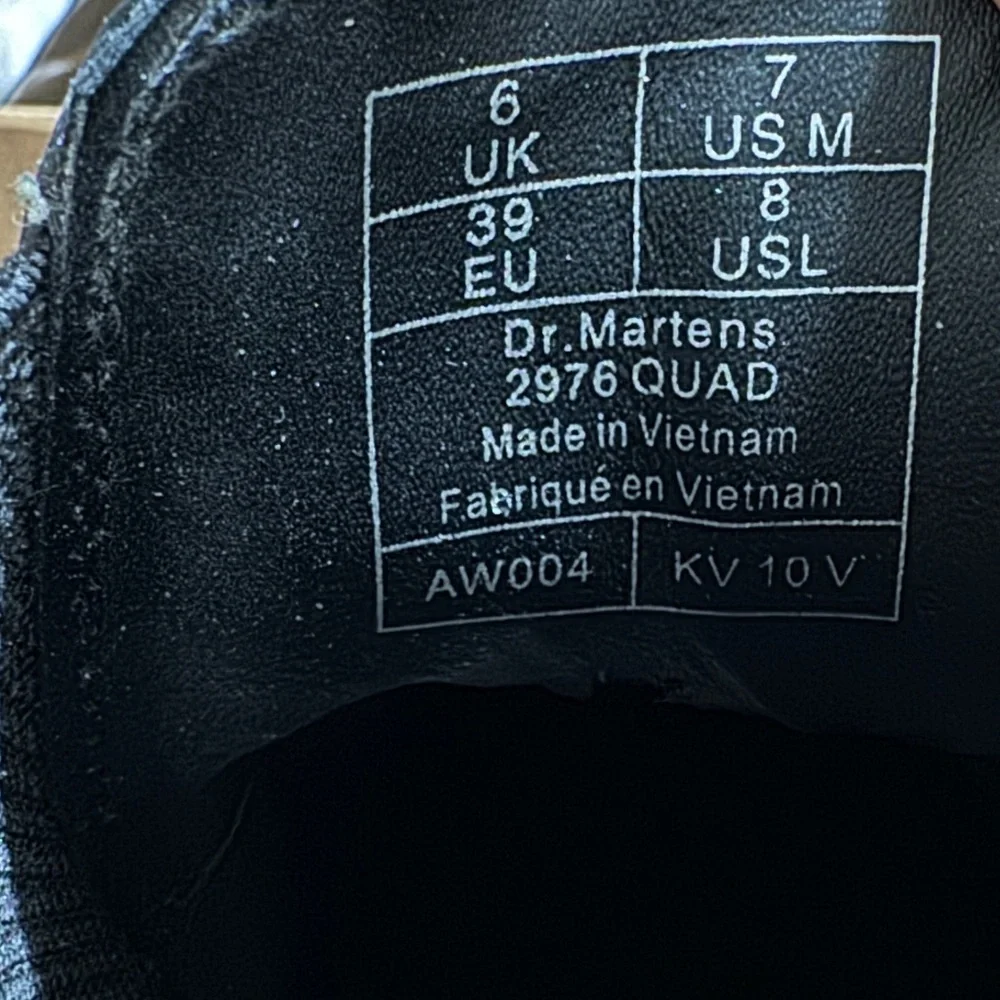 6
UK
7
US M
39
EU
8
USL
Dr.Martens
2976 QUAD
Made in Vietnam
Fabriqué en Vietnam
AW004
KV 10 V